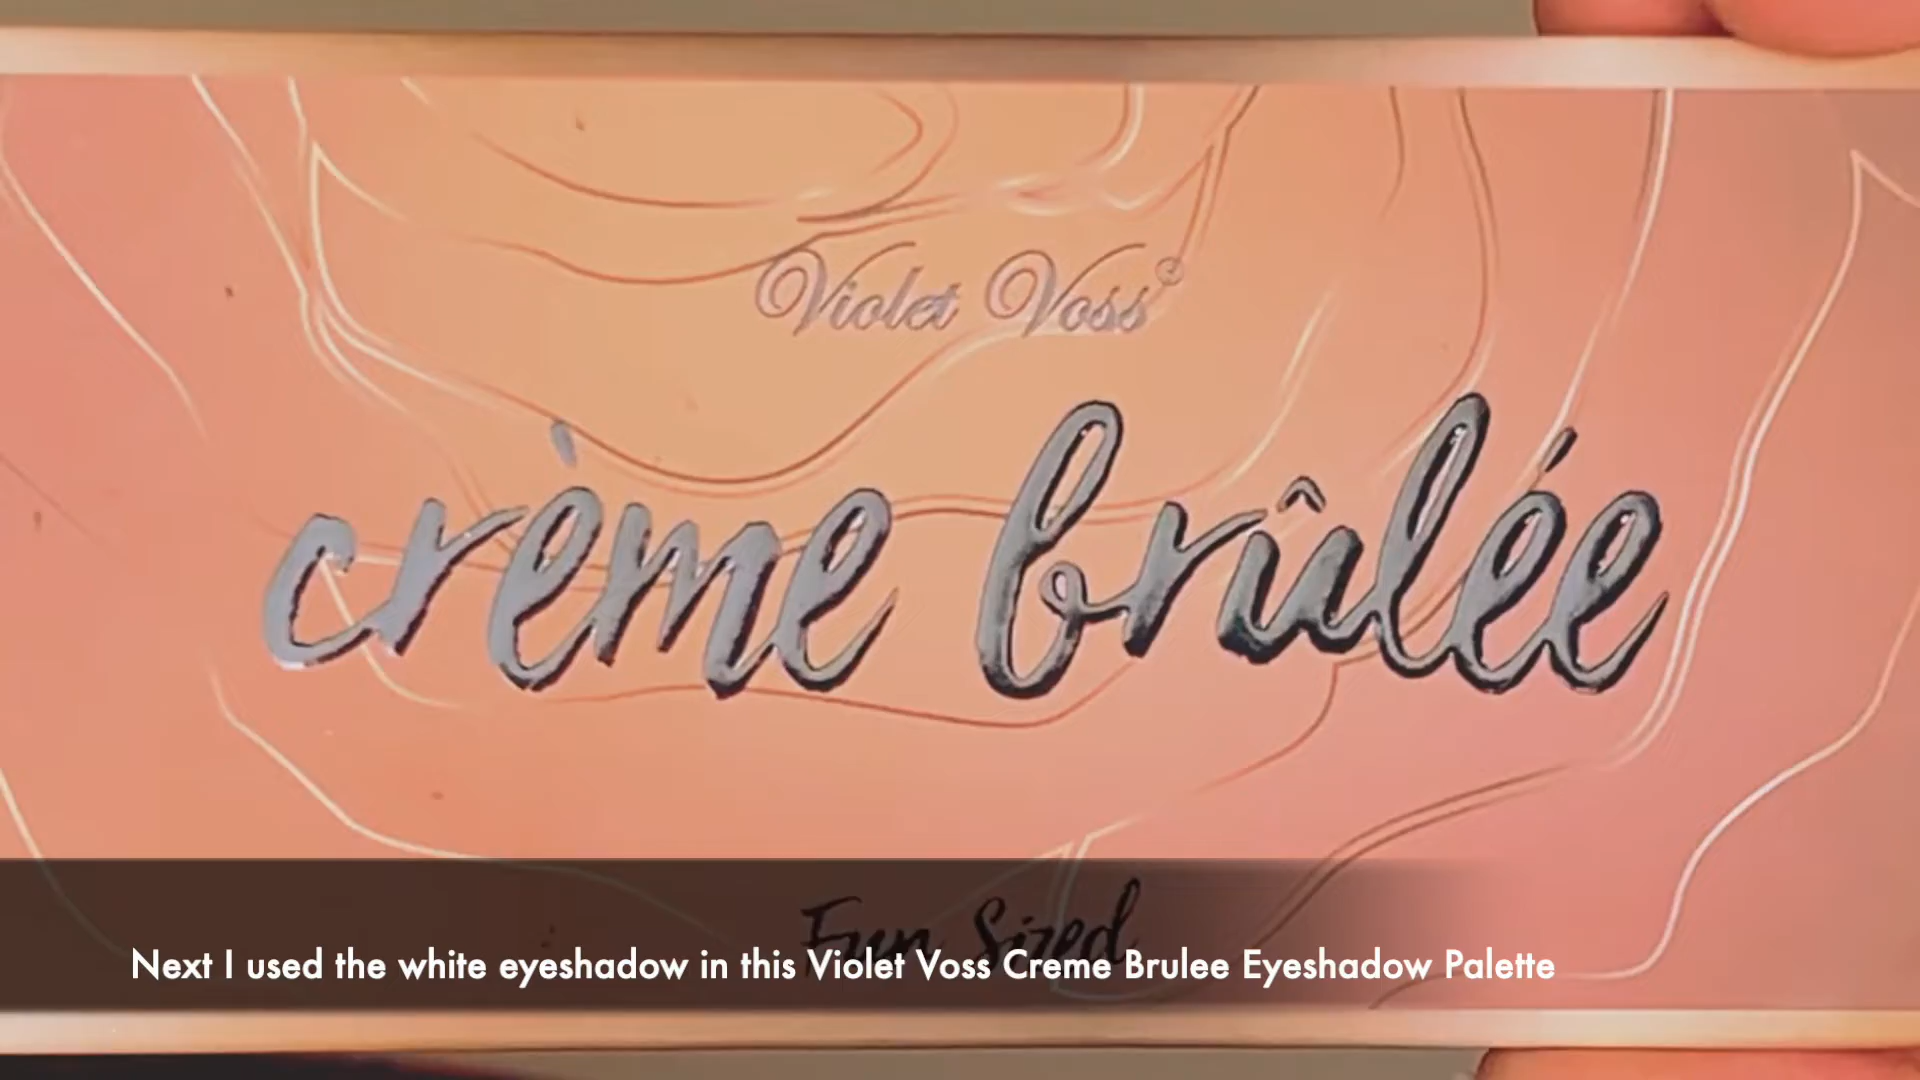 Violet Voss®
crème brûlée
Fun Sized
Next I used the white eyeshadow in this Violet Voss Creme Brulee Eyeshadow Palette